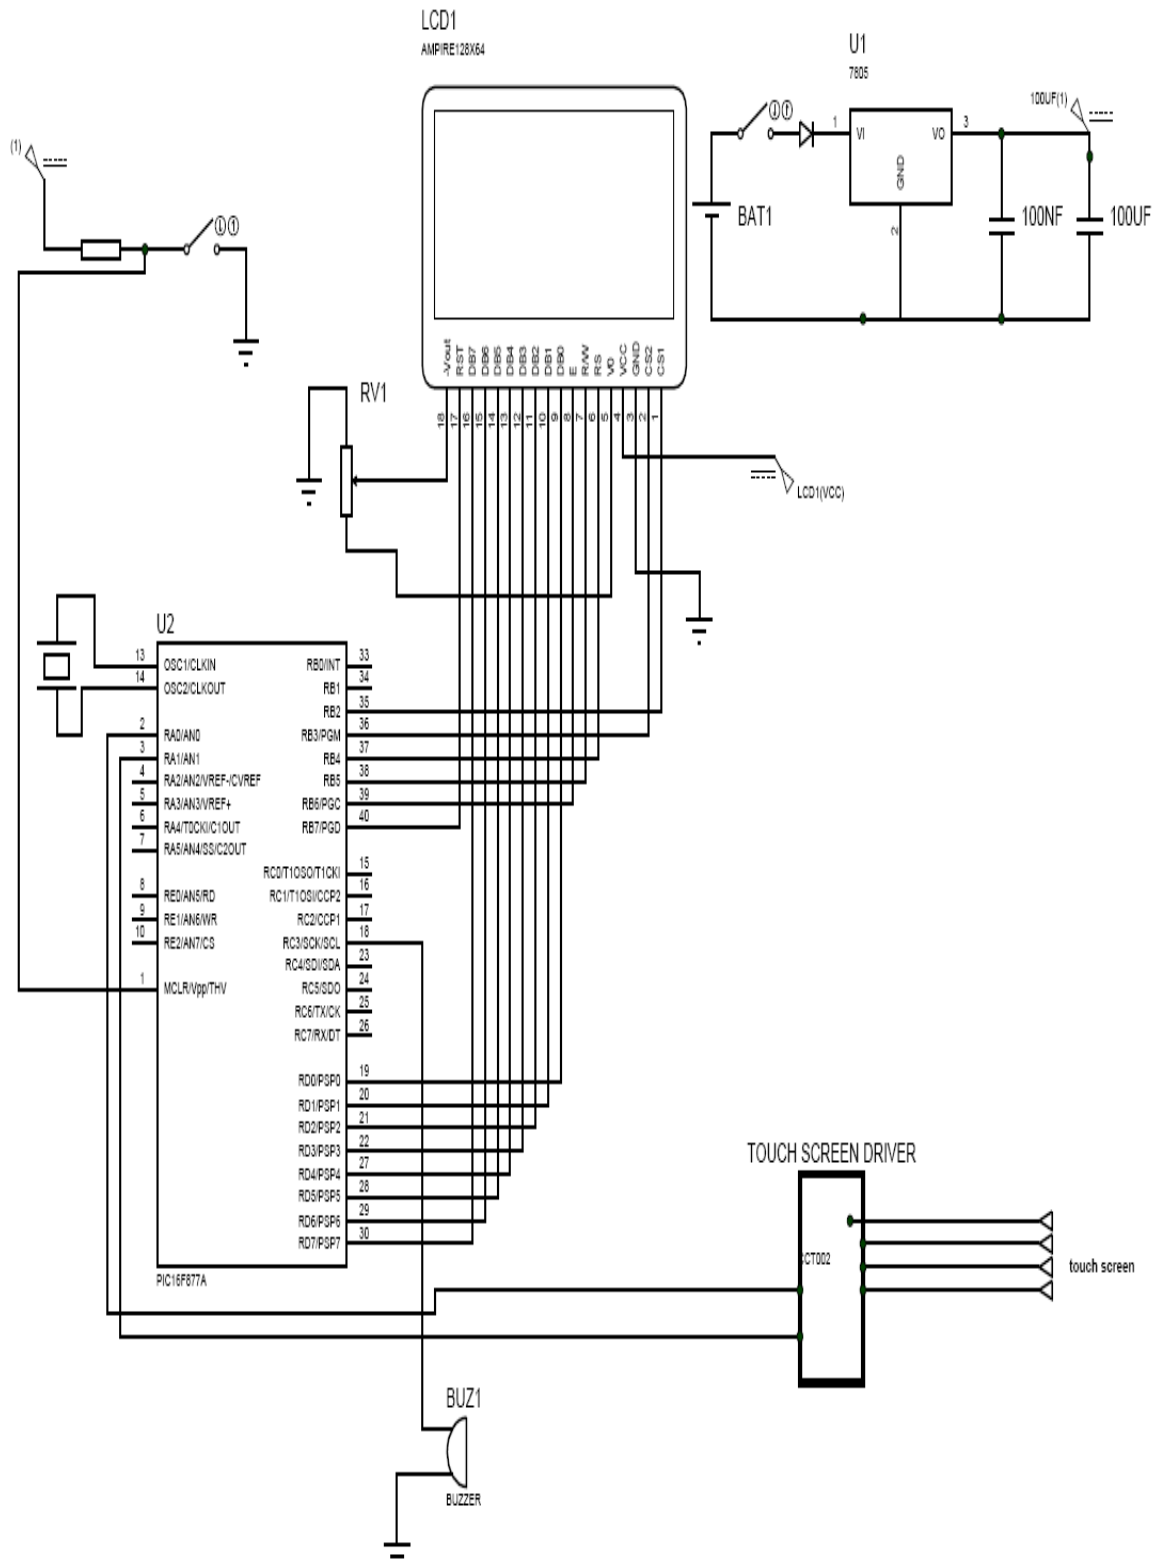 LCD1
AMPIRE128X64
U1
7805
100UF(1)
1
VI
VO
3
GND
2
BAT1
100NF
100UF
(1)
-Vout
RST
DB7
DB6
DB5
DB4
DB3
DB2
DB1
DB0
E
R/W
RS
V0
VCC
GND
CS2
CS1
18
17
16
15
14
13
12
11
10
9
8
7
6
5
4
3
2
1
RV1
LCD1(VCC)
U2
13
OSC1/CLKIN
14
OSC2/CLKOUT
2
RA0/AN0
3
RA1/AN1
4
RA2/AN2/VREF-/CVREF
5
RA3/AN3/VREF+
6
RA4/T0CKI/C1OUT
7
RA5/AN4/SS/C2OUT
8
RE0/AN5/RD
9
RE1/AN6/WR
10
RE2/AN7/CS
1
MCLR/Vpp/THV
RB0/INT
33
RB1
34
RB2
35
RB3/PGM
36
RB4
37
RB5
38
RB6/PGC
39
RB7/PGD
40
RC0/T1OSO/T1CKI
15
RC1/T1OSI/CCP2
16
RC2/CCP1
17
RC3/SCK/SCL
18
RC4/SDI/SDA
23
RC5/SDO
24
RC6/TX/CK
25
RC7/RX/DT
26
RD0/PSP0
19
RD1/PSP1
20
RD2/PSP2
21
RD3/PSP3
22
RD4/PSP4
27
RD5/PSP5
28
RD6/PSP6
29
RD7/PSP7
30
PIC16F877A
TOUCH SCREEN DRIVER
CCT002
touch screen
BUZ1
BUZZER